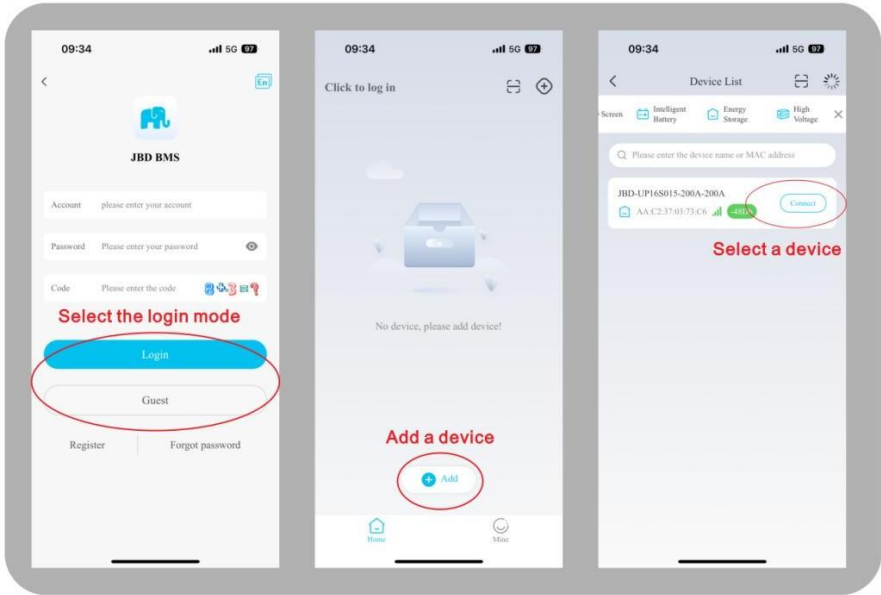 09:34
5G 97
En
JBD BMS
Account please enter your account
Password Please enter your password
Code Please enter the code 8+3=?
Select the login mode
Login
Guest
Register Forgot password
09:34
5G 97
Click to log in
No device, please add device!
Add a device
Add
Home Mine
09:34
5G 97
Device List
Screen Intelligent Battery Energy Storage High Voltage
Please enter the device name or MAC address
JBD-UP16S015-200A-200A
AA:C2:37:03:73:C6
Connect
Select a device